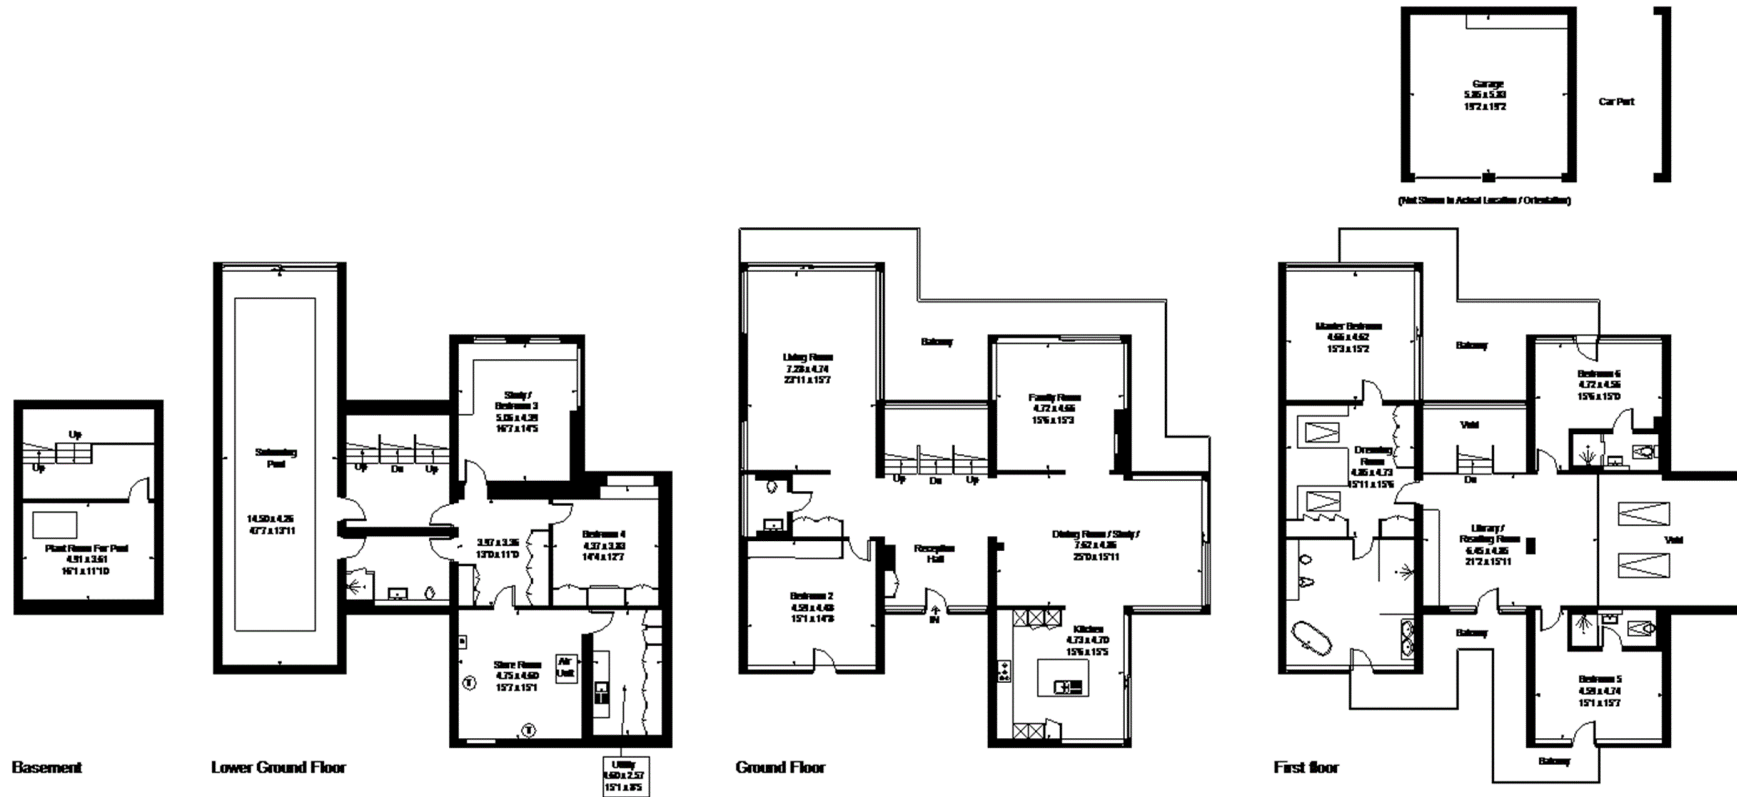 Garage
5.85 x 5.83
19'2 x 19'2
Car Port
(Not Shown In Actual Location / Orientation)
Up
Up
Plant Room For Pool
4.91 x 3.61
16'1 x 11'10
Basement
Swimming
Pool
14.50 x 4.25
47'7 x 13'11
Study /
Bedroom 3
5.05 x 4.39
16'7 x 14'5
Up
Dn
Up
3.97 x 3.36
13'0 x 11'0
Bedroom 4
4.37 x 3.83
14'4 x 12'7
Store Room
4.75 x 4.60
15'7 x 15'1
Air
Unit
T
T
Utility
4.60 x 2.57
15'1 x 8'5
Lower Ground Floor
Living Room
7.28 x 4.74
23'11 x 15'7
Balcony
Family Room
4.72 x 4.66
15'6 x 15'3
Up
Dn
Up
Dining Room / Study /
7.62 x 4.86
25'0 x 15'11
Reception
Hall
Bedroom 2
4.59 x 4.48
15'1 x 14'8
IN
Kitchen
4.73 x 4.70
15'6 x 15'5
Ground Floor
Master Bedroom
4.66 x 4.62
15'3 x 15'2
Balcony
Bedroom 6
4.72 x 4.56
15'6 x 15'0
Void
Dn
Dressing
Room
4.85 x 4.73
15'11 x 15'6
Library /
Reading Room
6.45 x 4.85
21'2 x 15'11
Void
Balcony
Bedroom 5
4.59 x 4.74
15'1 x 15'7
Balcony
First floor